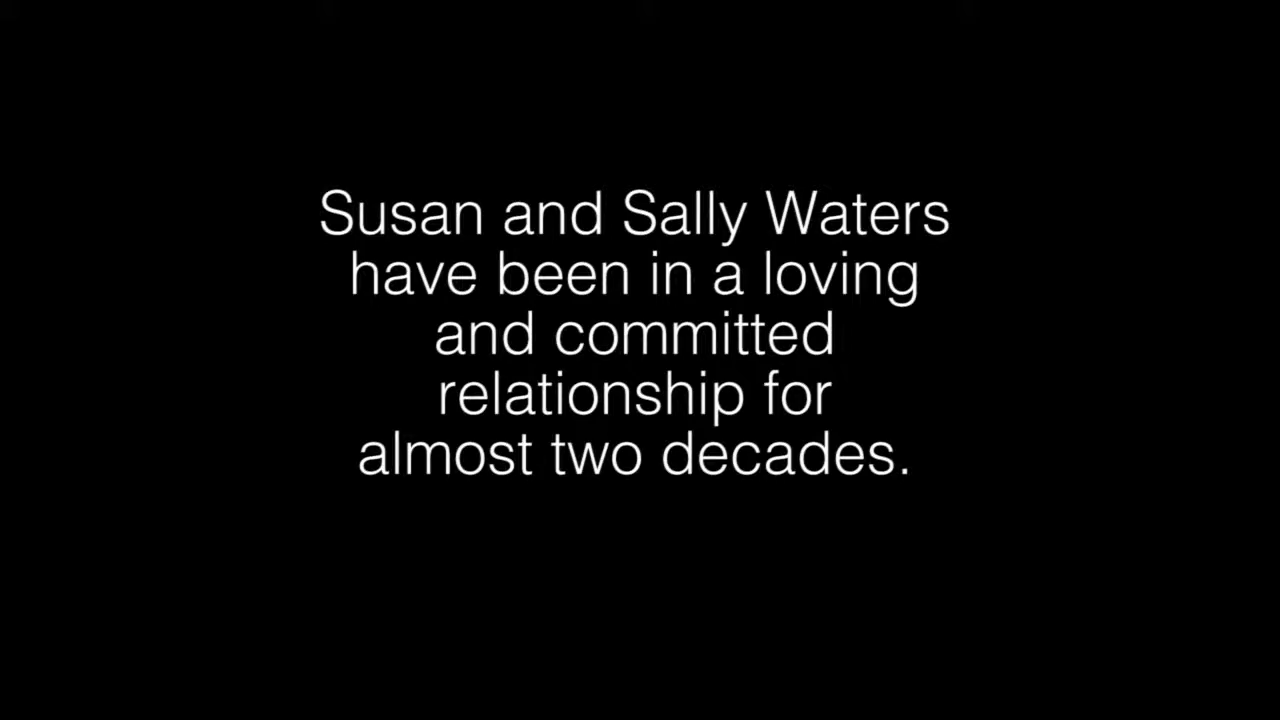 Susan and Sally Waters
have been in a loving
and committed
relationship for
almost two decades.